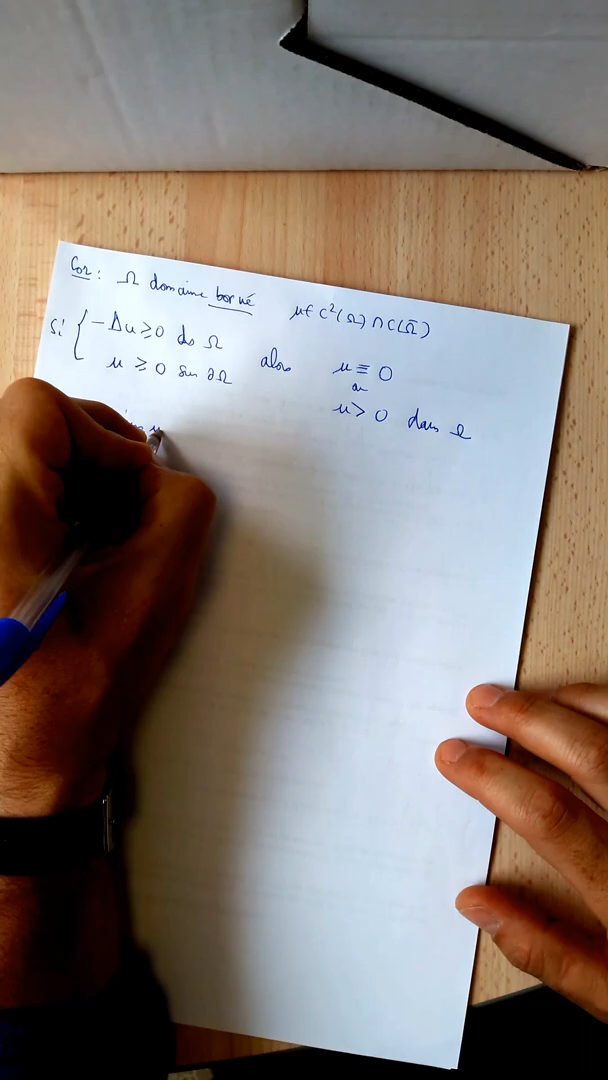 Cor : Ω domaine borné u ∈ C²(Ω) ∩ C(Ω̄)
Si { -Δu ≥ 0 ds Ω
u ≥ 0 sur ∂Ω alors u ≡ 0
ou
u > 0 dans Ω